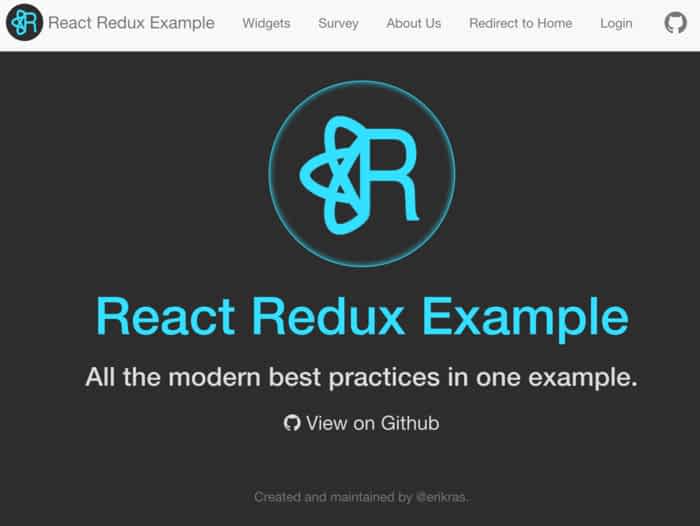 React Redux Example Widgets Survey About Us Redirect to Home Login
R
React Redux Example
All the modern best practices in one example.
View on Github
Created and maintained by @erikras.